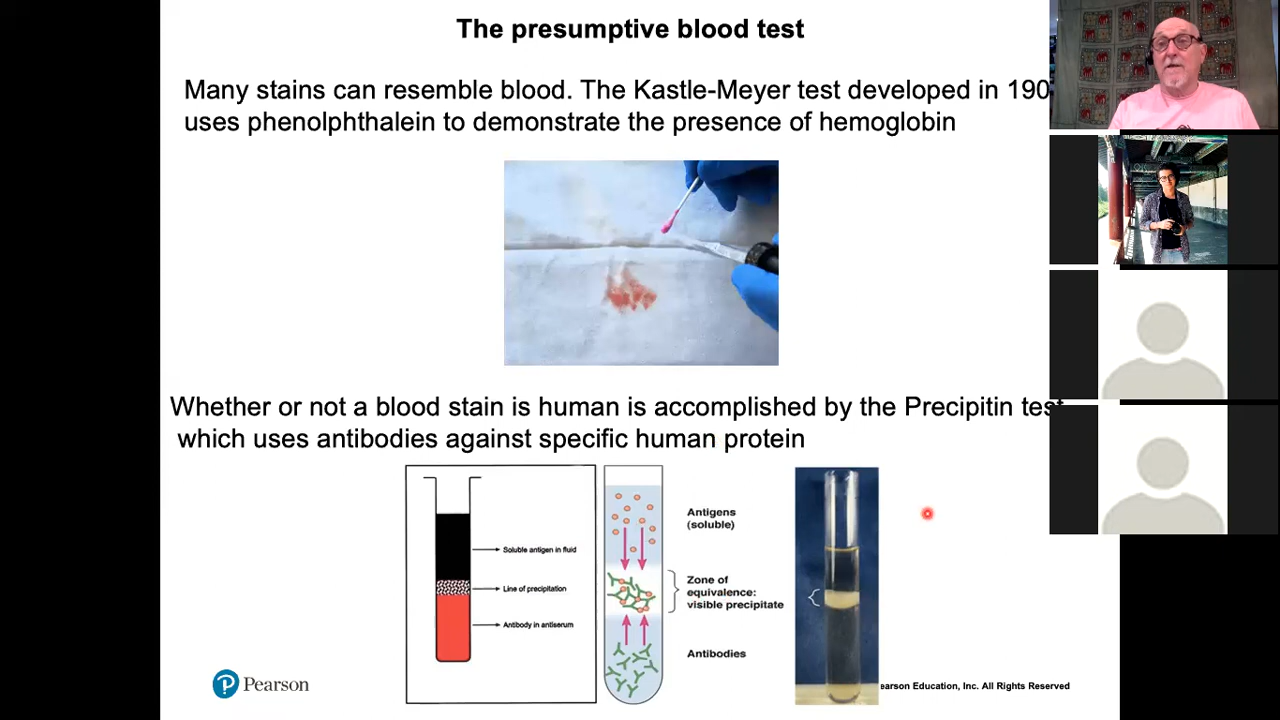 The presumptive blood test
Many stains can resemble blood. The Kastle-Meyer test developed in 190
uses phenolphthalein to demonstrate the presence of hemoglobin
Whether or not a blood stain is human is accomplished by the Precipitin test
which uses antibodies against specific human protein
Soluble antigen in fluid
Line of precipitation
Antibody in antiserum
Antigens
(soluble)
Zone of
equivalence:
visible precipitate
Antibodies
Pearson
earson Education, Inc. All Rights Reserved